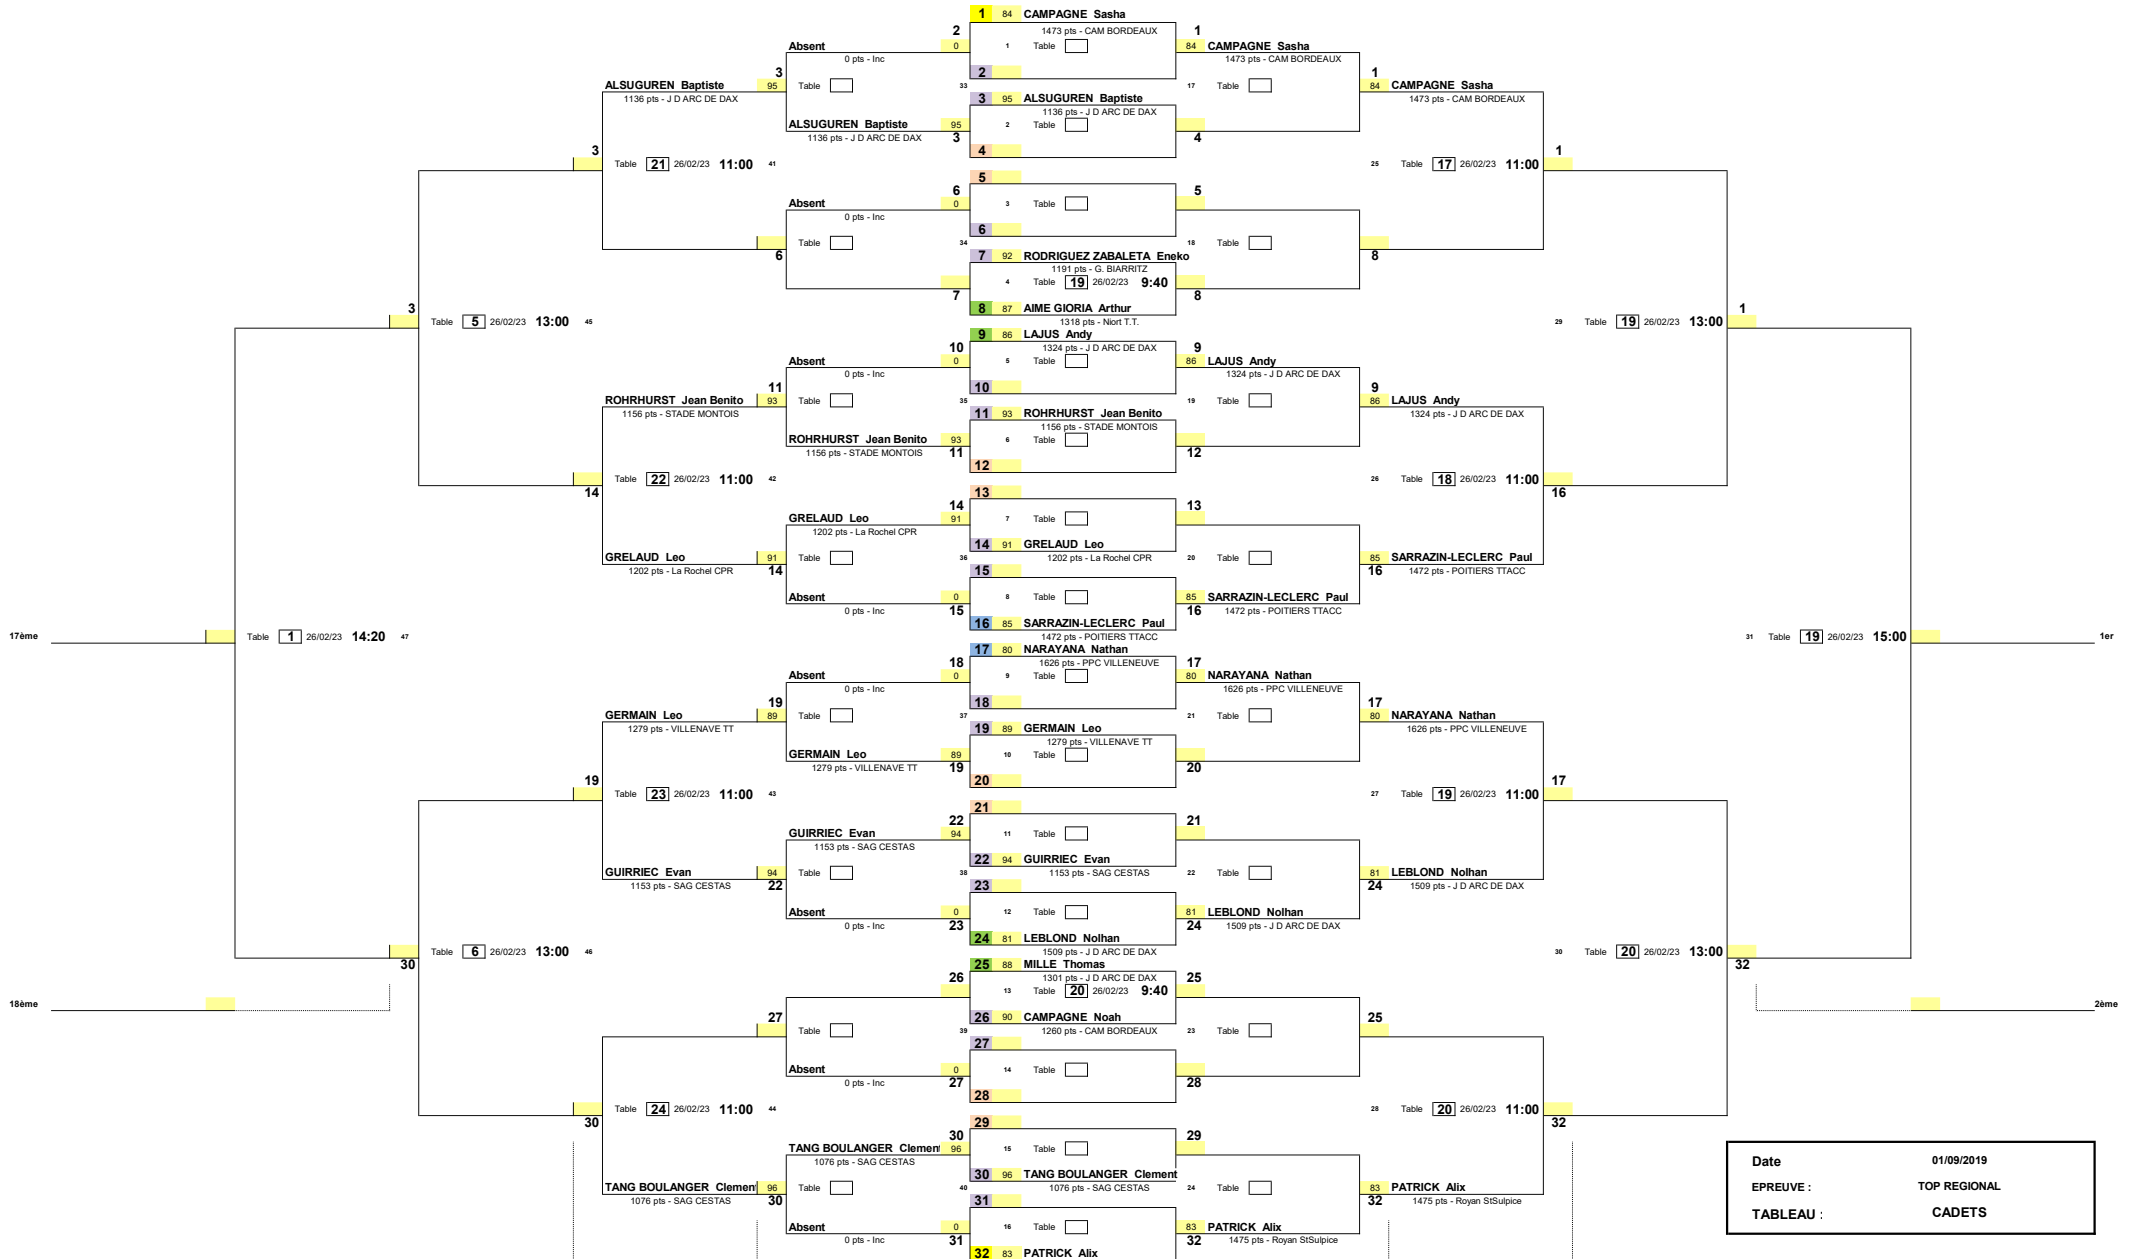 1 84 CAMPAGNE Sasha
2 1473 pts - CAM BORDEAUX 1
Absent 0 1 Table 84 CAMPAGNE Sasha
0 pts - Inc 1473 pts - CAM BORDEAUX
3 2 1
ALSUGUREN Baptiste 95 Table 33 17 Table 84 CAMPAGNE Sasha
1136 pts - J D ARC DE DAX 3 95 ALSUGUREN Baptiste 1473 pts - CAM BORDEAUX
1136 pts - J D ARC DE DAX
ALSUGUREN Baptiste 95 2 Table
1136 pts - J D ARC DE DAX 3 4
3 4 1
Table 21 26/02/23 11:00 41 25 Table 17 26/02/23 11:00
5
6 5
Absent 0 3 Table
0 pts - Inc
6
Table 34 18 Table
6 7 92 RODRIGUEZ ZABALETA Eneko 8
1191 pts - G. BIARRITZ
4 Table 19 26/02/23 9:40
7 8
3 8 87 AIME GIORIA Arthur 1
Table 5 26/02/23 13:00 45 1318 pts - Niort T.T. 29 Table 19 26/02/23 13:00
9 86 LAJUS Andy
10 1324 pts - J D ARC DE DAX 9
Absent 0 5 Table 86 LAJUS Andy
0 pts - Inc 1324 pts - J D ARC DE DAX
11 10 9
ROHRHURST Jean Benito 93 Table 35 19 Table 86 LAJUS Andy
1156 pts - STADE MONTOIS 11 93 ROHRHURST Jean Benito 1324 pts - J D ARC DE DAX
1156 pts - STADE MONTOIS
ROHRHURST Jean Benito 93 6 Table
1156 pts - STADE MONTOIS 11 12
12
Table 22 26/02/23 11:00 42 26 Table 18 26/02/23 11:00
14 13 16
14 13
GRELAUD Leo 91 7 Table
1202 pts - La Rochel CPR
14 91 GRELAUD Leo
GRELAUD Leo 91 Table 36 1202 pts - La Rochel CPR 20 Table 85 SARRAZIN-LECLERC Paul
1202 pts - La Rochel CPR 14 15 16 1472 pts - POITIERS TTACC
Absent 0 8 Table 85 SARRAZIN-LECLERC Paul
0 pts - Inc 15 16 1472 pts - POITIERS TTACC
16 85 SARRAZIN-LECLERC Paul
17ème Table 1 26/02/23 14:20 47 1472 pts - POITIERS TTACC 31 Table 19 26/02/23 15:00 1er
17 80 NARAYANA Nathan
18 1626 pts - PPC VILLENEUVE 17
Absent 0 9 Table 80 NARAYANA Nathan
0 pts - Inc 1626 pts - PPC VILLENEUVE
19 18 17
GERMAIN Leo 89 Table 37 21 Table 80 NARAYANA Nathan
1279 pts - VILLENAVE TT 19 89 GERMAIN Leo 1626 pts - PPC VILLENEUVE
1279 pts - VILLENAVE TT
GERMAIN Leo 89 10 Table
1279 pts - VILLENAVE TT 19 20
19 20 17
Table 23 26/02/23 11:00 43 27 Table 19 26/02/23 11:00
21
22 21
GUIRRIEC Evan 94 11 Table
1153 pts - SAG CESTAS
22 94 GUIRRIEC Evan
GUIRRIEC Evan 94 Table 38 1153 pts - SAG CESTAS 22 Table 81 LEBLOND Nolhan
1153 pts - SAG CESTAS 22 23 24 1509 pts - J D ARC DE DAX
Absent 0 12 Table 81 LEBLOND Nolhan
0 pts - Inc 23 24 1509 pts - J D ARC DE DAX
24 81 LEBLOND Nolhan
Table 6 26/02/23 13:00 46 1509 pts - J D ARC DE DAX 30 Table 20 26/02/23 13:00
30 25 88 MILLE Thomas 32
26 1301 pts - J D ARC DE DAX 25
13 Table 20 26/02/23 9:40
18ème 2ème
27 26 90 CAMPAGNE Noah 25
Table 39 1260 pts - CAM BORDEAUX 23 Table
27
Absent 0 14 Table
0 pts - Inc 27 28
28
Table 24 26/02/23 11:00 44 28 Table 20 26/02/23 11:00
30 29 32
30 29
TANG BOULANGER Clement 96 15 Table
1076 pts - SAG CESTAS
30 96 TANG BOULANGER Clement
TANG BOULANGER Clement 96 Table 40 1076 pts - SAG CESTAS 24 Table 83 PATRICK Alix
1076 pts - SAG CESTAS 30 31 32 1475 pts - Royan StSulpice
Absent 0 16 Table 83 PATRICK Alix
0 pts - Inc 31 32 1475 pts - Royan StSulpice
32 83 PATRICK Alix
Date 01/09/2019
EPREUVE : TOP REGIONAL
TABLEAU : CADETS